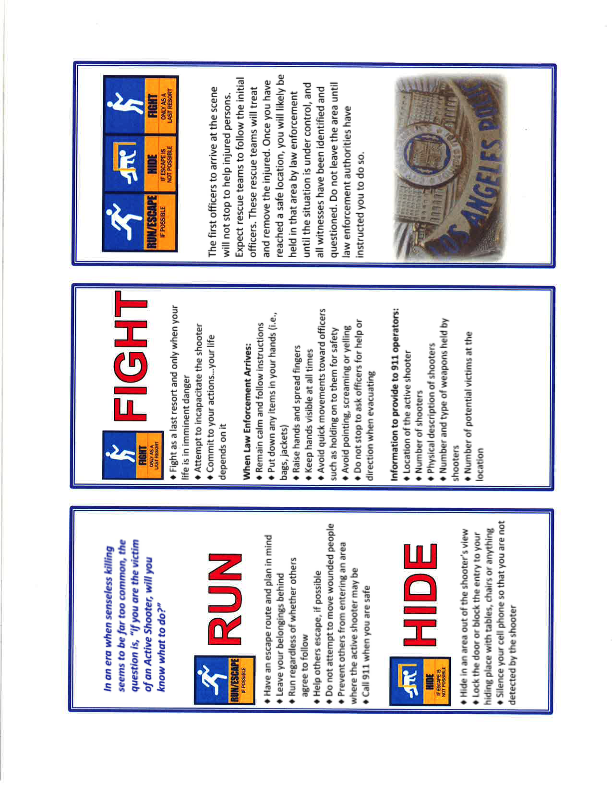 In an era when senseless killing
seems to be far too common, the
question is, "if you are the victim
of an Active Shooter, will you
know what to do?"
RUN/ESCAPE
IF POSSIBLE
RUN
◆ Have an escape route and plan in mind
◆ Leave your belongings behind
◆ Run regardless of whether others
agree to follow
◆ Help others escape, if possible
◆ Do not attempt to move wounded people
◆ Prevent others from entering an area
where the active shooter may be
◆ Call 911 when you are safe
HIDE
IF ESCAPE IS
NOT POSSIBLE
HIDE
◆ Hide in an area out of the shooter's view
◆ Lock the door or block the entry to your
hiding place with tables, chairs or anything
◆ Silence your cell phone so that you are not
detected by the shooter
FIGHT
ONLY AS A
LAST RESORT
FIGHT
◆ Fight as a last resort and only when your
life is in imminent danger
◆ Attempt to incapacitate the shooter
◆ Commit to your actions...your life
depends on it
When Law Enforcement Arrives:
◆ Remain calm and follow instructions
◆ Put down any items in your hands (i.e.,
bags, jackets)
◆ Raise hands and spread fingers
◆ Keep hands visible at all times
◆ Avoid quick movements toward officers
such as holding on to them for safety
◆ Avoid pointing, screaming or yelling
◆ Do not stop to ask officers for help or
direction when evacuating
Information to provide to 911 operators:
◆ Location of the active shooter
◆ Number of shooters
◆ Physical description of shooters
◆ Number and type of weapons held by
shooters
◆ Number of potential victims at the
location
RUN/ESCAPE
IF POSSIBLE
HIDE
IF ESCAPE IS
NOT POSSIBLE
FIGHT
ONLY AS A
LAST RESORT
The first officers to arrive at the scene
will not stop to help injured persons.
Expect rescue teams to follow the initial
officers. These rescue teams will treat
and remove the injured. Once you have
reached a safe location, you will likely be
held in that area by law enforcement
until the situation is under control, and
all witnesses have been identified and
questioned. Do not leave the area until
law enforcement authorities have
instructed you to do so.
LOS ANGELES POLICE